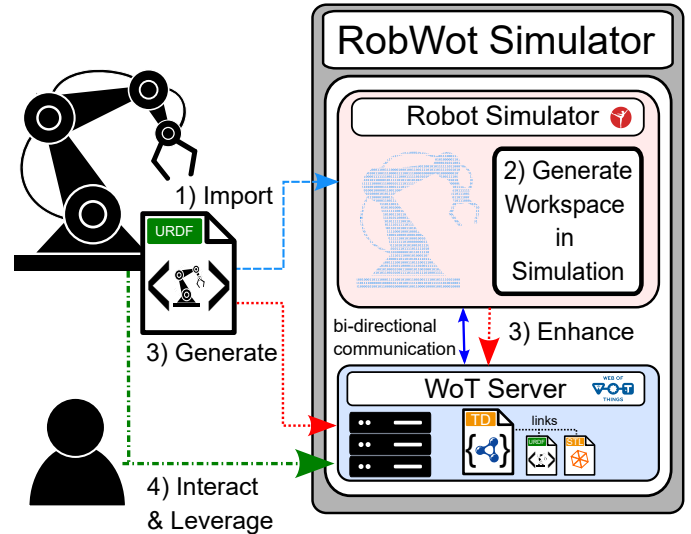 RobWot Simulator
Robot Simulator
1) Import
2) Generate
Workspace
in
Simulation
URDF
3) Generate
bi-directional
communication
3) Enhance
WoT Server
WEB OF
WOT
THINGS
TD
links
URDF
STL
4) Interact
& Leverage